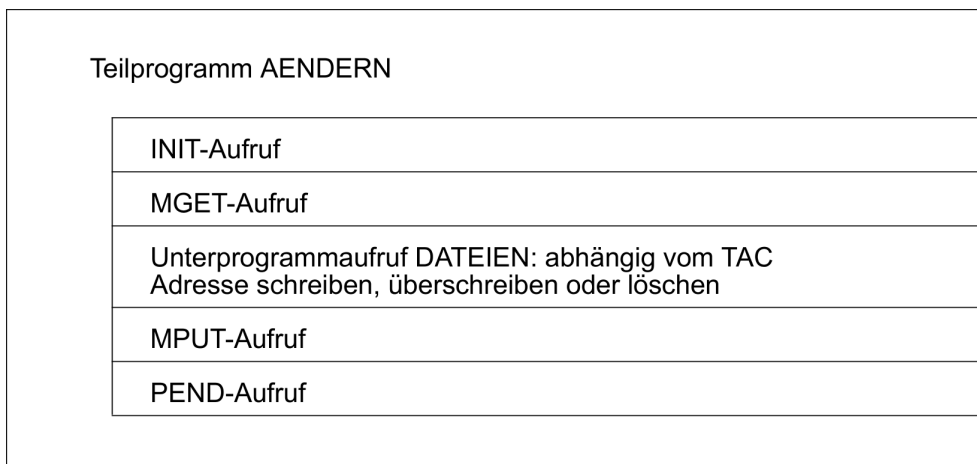 Teilprogramm AENDERN
INIT-Aufruf
MGET-Aufruf
Unterprogrammaufruf DATEIEN: abhängig vom TAC
Adresse schreiben, überschreiben oder löschen
MPUT-Aufruf
PEND-Aufruf